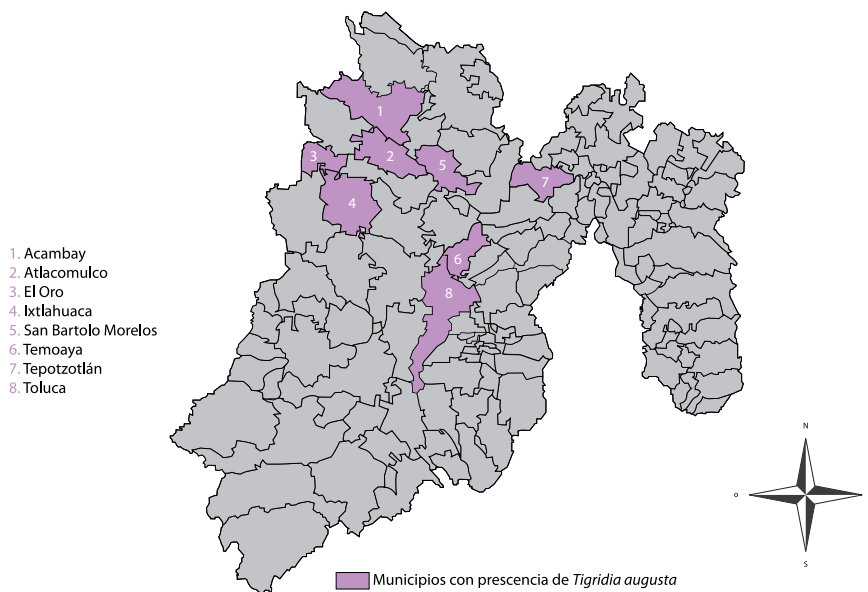 1
2
3
5
7
4
6
8
1. Acambay
2. Atlacomulco
3. El Oro
4. Ixtlahuaca
5. San Bartolo Morelos
6. Temoaya
7. Tepotzotlán
8. Toluca
N
O
S
Municipios con prescencia de Tigridia augusta